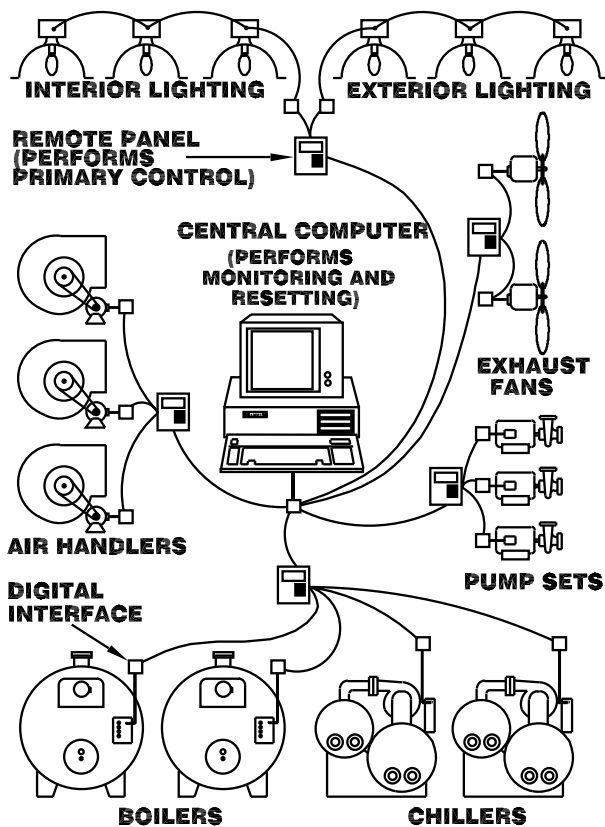 INTERIOR LIGHTING
EXTERIOR LIGHTING
REMOTE PANEL
(PERFORMS
PRIMARY CONTROL)
CENTRAL COMPUTER
(PERFORMS
MONITORING AND
RESETTING)
EXHAUST
FANS
AIR HANDLERS
PUMP SETS
DIGITAL
INTERFACE
BOILERS
CHILLERS